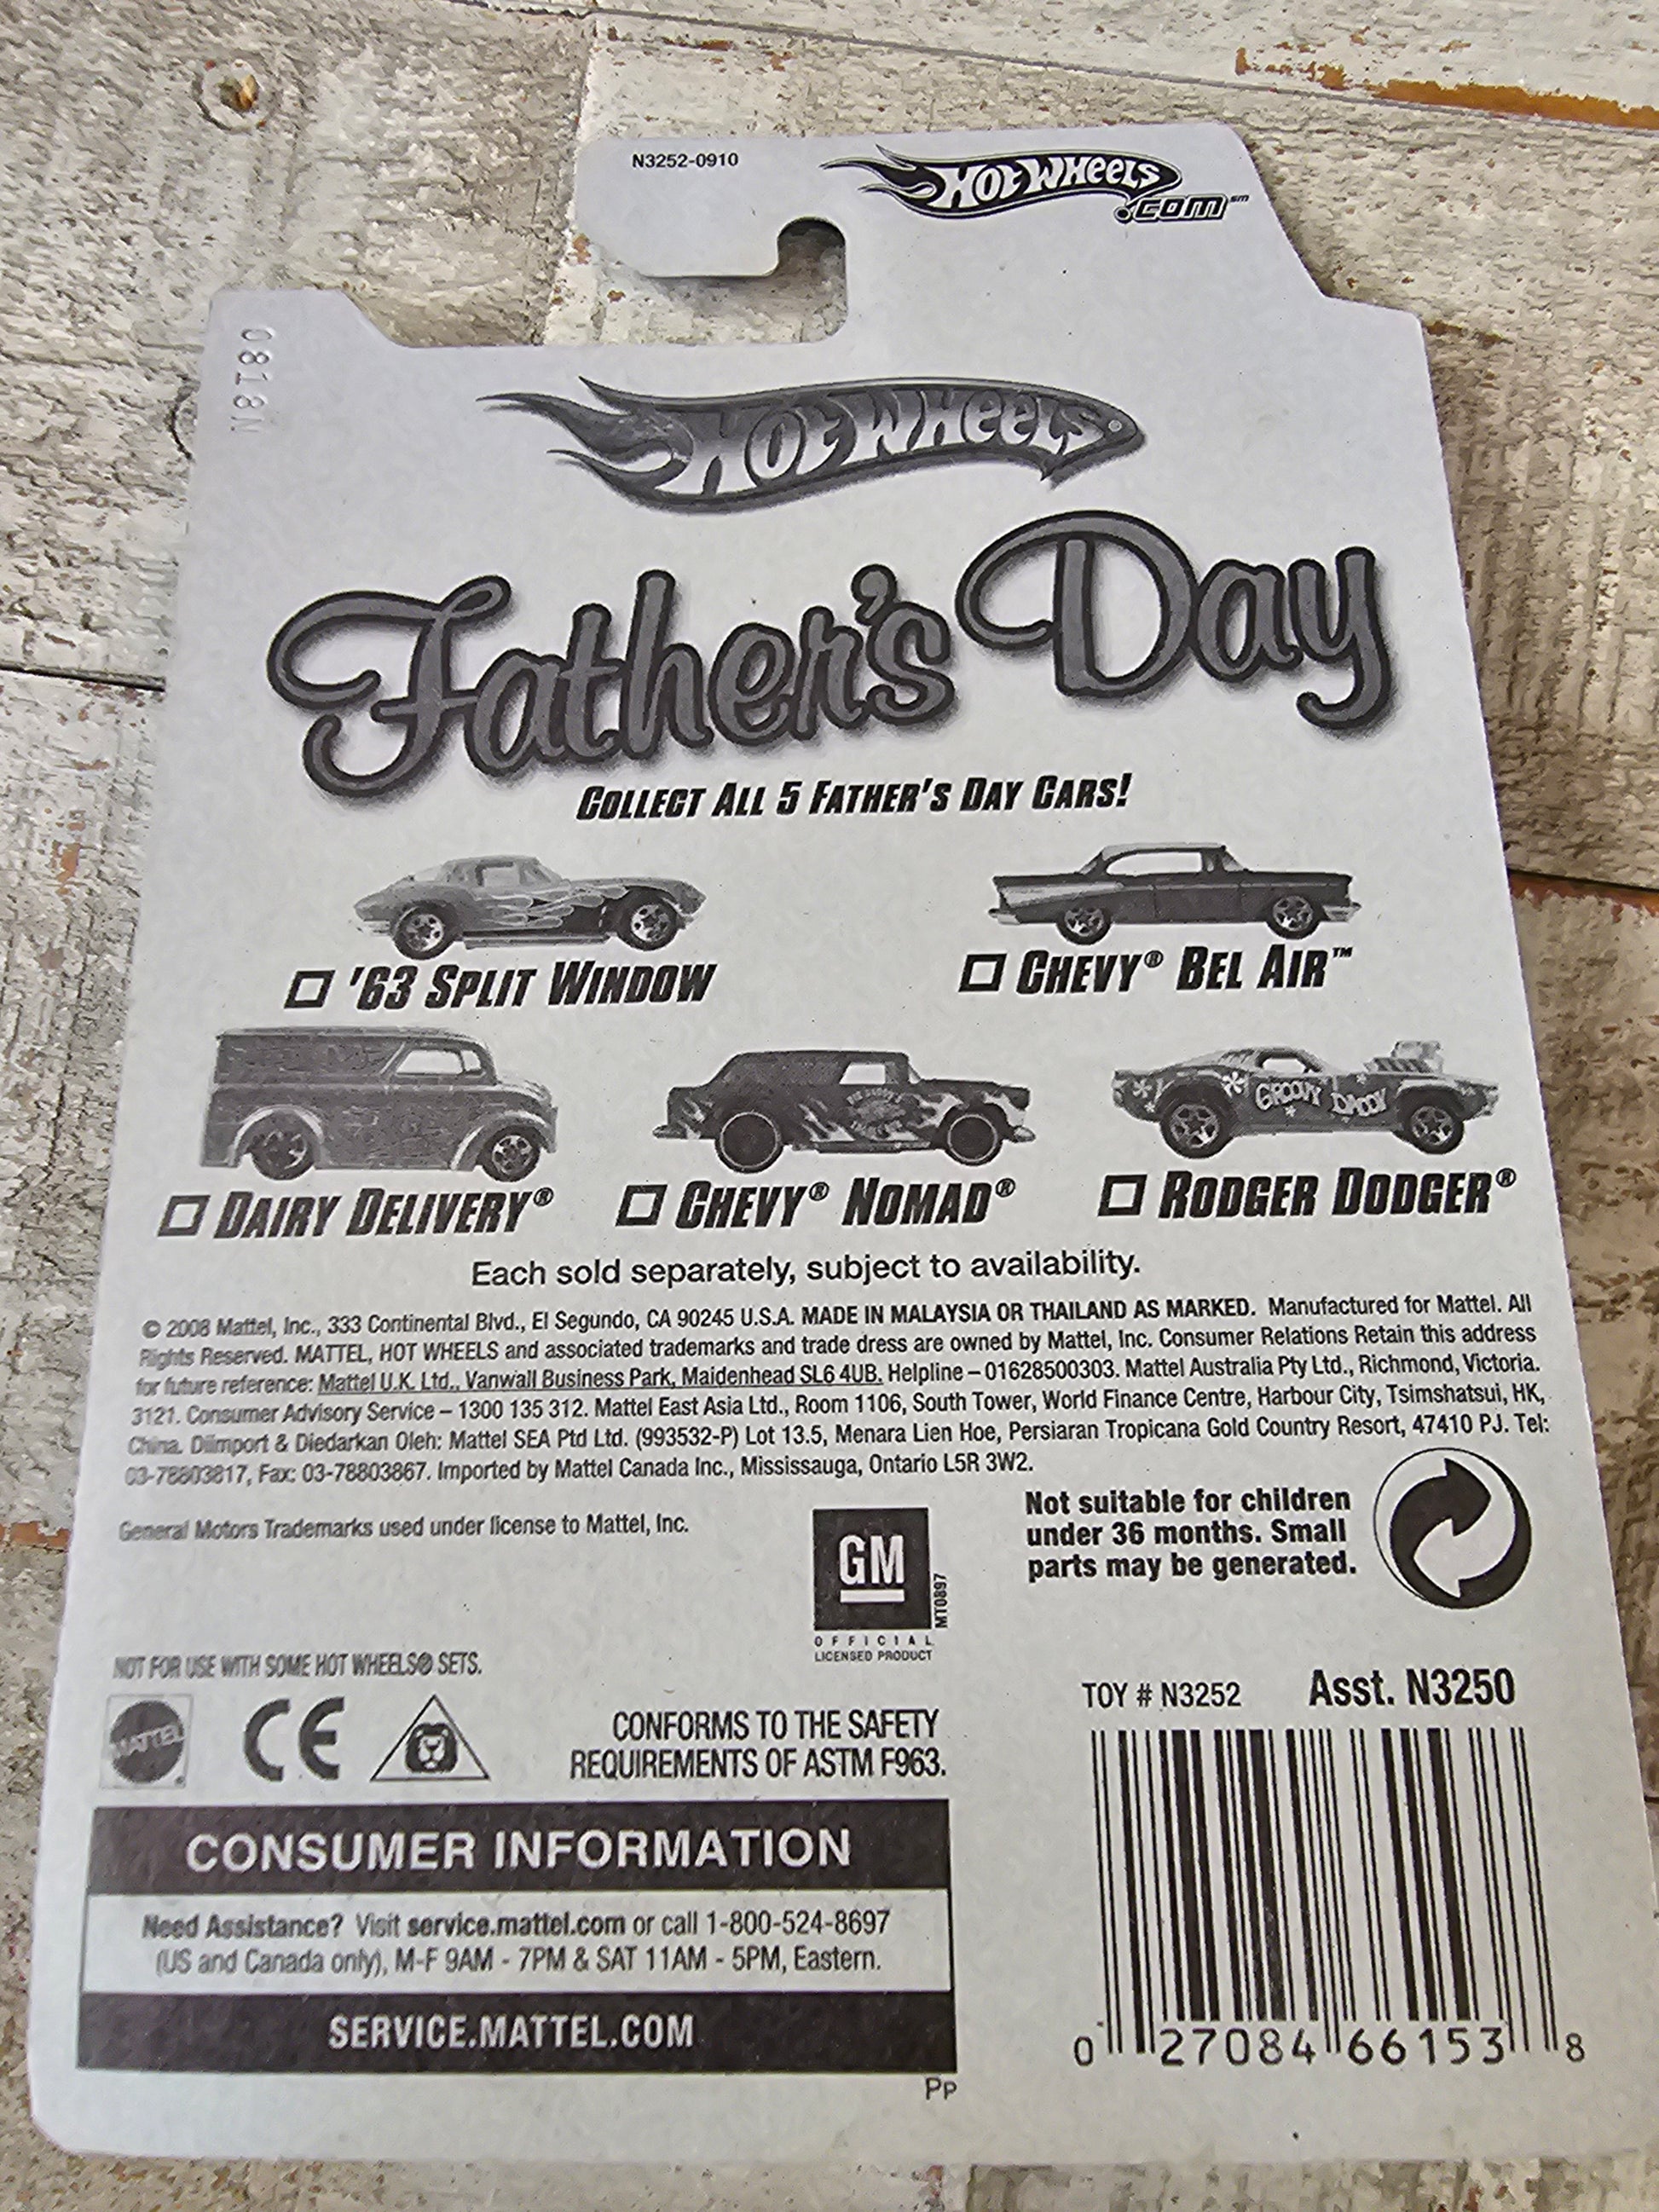 N3252-0910
HOT WHEELS
.COM℠
0818N
HOT WHEELS
Father's Day
COLLECT ALL 5 FATHER'S DAY CARS!
'63 SPLIT WINDOW
CHEVY® BEL AIR™
GROOVY DADDY
DAIRY DELIVERY®
CHEVY® NOMAD®
RODGER DODGER®
Each sold separately, subject to availability.
© 2008 Mattel, Inc., 333 Continental Blvd., El Segundo, CA 90245 U.S.A. MADE IN MALAYSIA OR THAILAND AS MARKED. Manufactured for Mattel. All
Rights Reserved. MATTEL, HOT WHEELS and associated trademarks and trade dress are owned by Mattel, Inc. Consumer Relations Retain this address
for future reference: Mattel U.K. Ltd., Vanwall Business Park, Maidenhead SL6 4UB. Helpline – 01628500303. Mattel Australia Pty Ltd., Richmond, Victoria.
3121. Consumer Advisory Service – 1300 135 312. Mattel East Asia Ltd., Room 1106, South Tower, World Finance Centre, Harbour City, Tsimshatsui, HK,
China. Diimport & Diedarkan Oleh: Mattel SEA Ptd Ltd. (993532-P) Lot 13.5, Menara Lien Hoe, Persiaran Tropicana Gold Country Resort, 47410 PJ. Tel:
03-78803817, Fax: 03-78803867. Imported by Mattel Canada Inc., Mississauga, Ontario L5R 3W2.
General Motors Trademarks used under license to Mattel, Inc.
GM
MT0897
OFFICIAL
LICENSED PRODUCT
Not suitable for children
under 36 months. Small
parts may be generated.
NOT FOR USE WITH SOME HOT WHEELS® SETS.
MATTEL
CE
CONFORMS TO THE SAFETY
REQUIREMENTS OF ASTM F963.
TOY # N3252 Asst. N3250
CONSUMER INFORMATION
Need Assistance? Visit service.mattel.com or call 1-800-524-8697
(US and Canada only), M-F 9AM - 7PM & SAT 11AM - 5PM, Eastern.
SERVICE.MATTEL.COM
PP
0 27084 66153 8